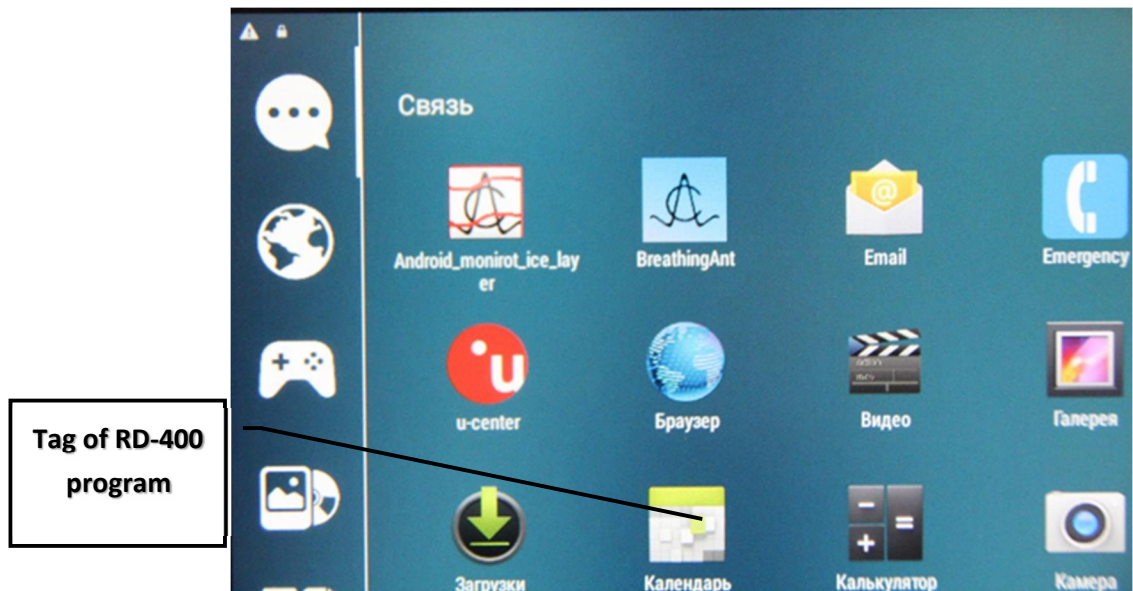 Связь
Android_monirot_ice_lay
er
BreathingAnt
Email
Emergency
u-center
Браузер
Видео
Галерея
Tag of RD-400
program
Загрузки
Календарь
Калькулятор
Камера